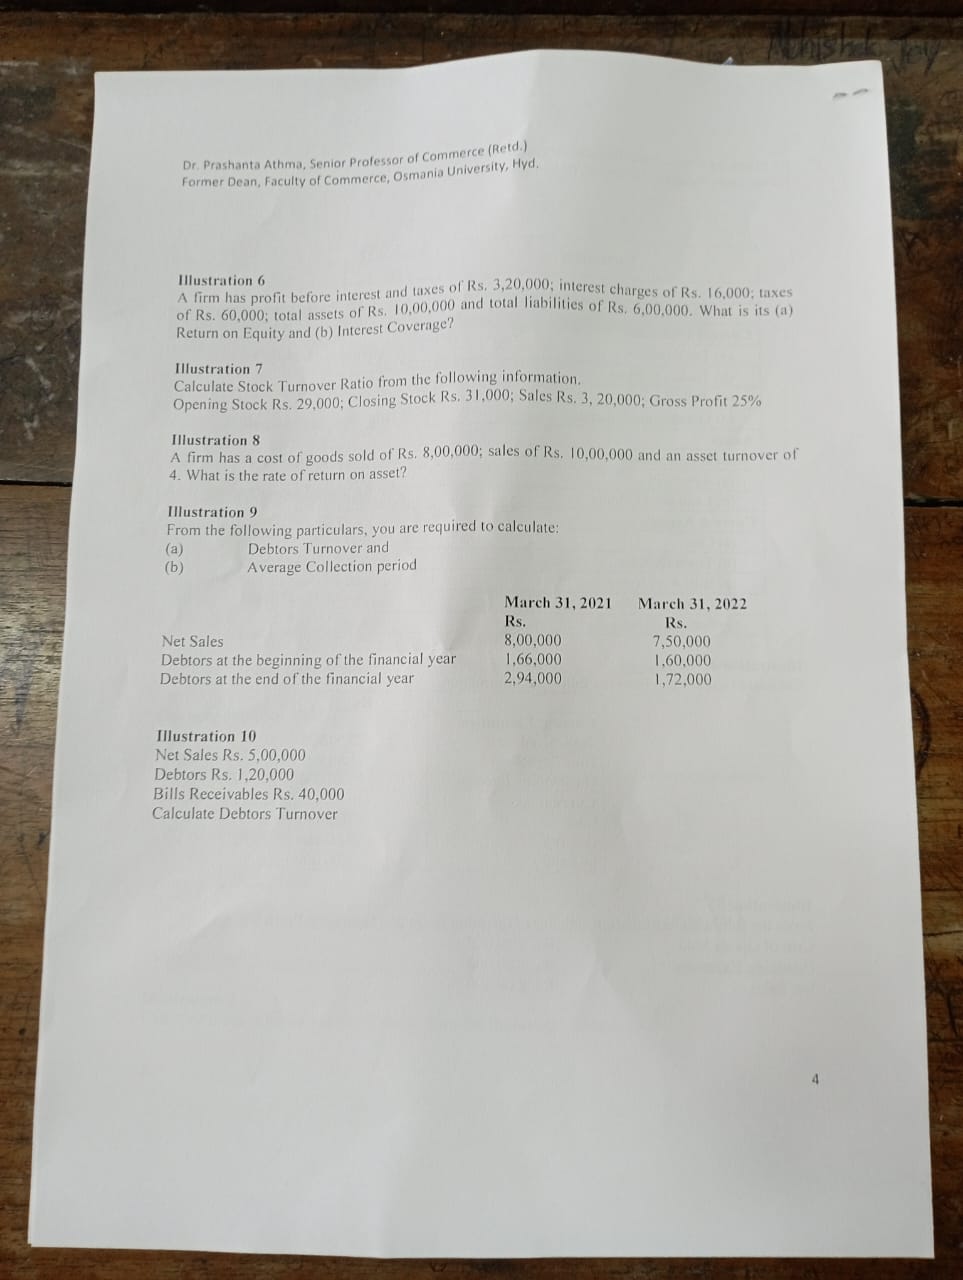 Abhishek Joy
Dr. Prashanta Athma, Senior Professor of Commerce (Retd.)
Former Dean, Faculty of Commerce, Osmania University, Hyd.
Illustration 6
A firm has profit before interest and taxes of Rs. 3,20,000; interest charges of Rs. 16,000; taxes
of Rs. 60,000; total assets of Rs. 10,00,000 and total liabilities of Rs. 6,00,000. What is its (a)
Return on Equity and (b) Interest Coverage?
Illustration 7
Calculate Stock Turnover Ratio from the following information.
Opening Stock Rs. 29,000; Closing Stock Rs. 31,000; Sales Rs. 3, 20,000; Gross Profit 25%
Illustration 8
A firm has a cost of goods sold of Rs. 8,00,000; sales of Rs. 10,00,000 and an asset turnover of
4. What is the rate of return on asset?
Illustration 9
From the following particulars, you are required to calculate:
(a) Debtors Turnover and
(b) Average Collection period
March 31, 2021 March 31, 2022
Rs. Rs.
Net Sales 8,00,000 7,50,000
Debtors at the beginning of the financial year 1,66,000 1,60,000
Debtors at the end of the financial year 2,94,000 1,72,000
Illustration 10
Net Sales Rs. 5,00,000
Debtors Rs. 1,20,000
Bills Receivables Rs. 40,000
Calculate Debtors Turnover
4